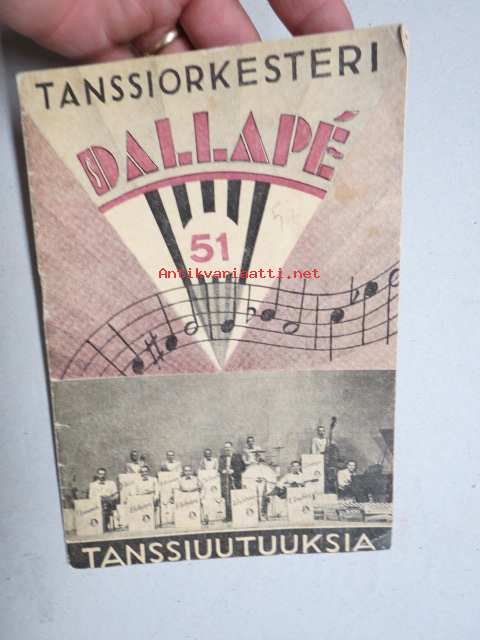 TANSSIORKESTERI
DALLAPÉ
51
Antikvariaatti.net
TANSSIUUTUUKSIA